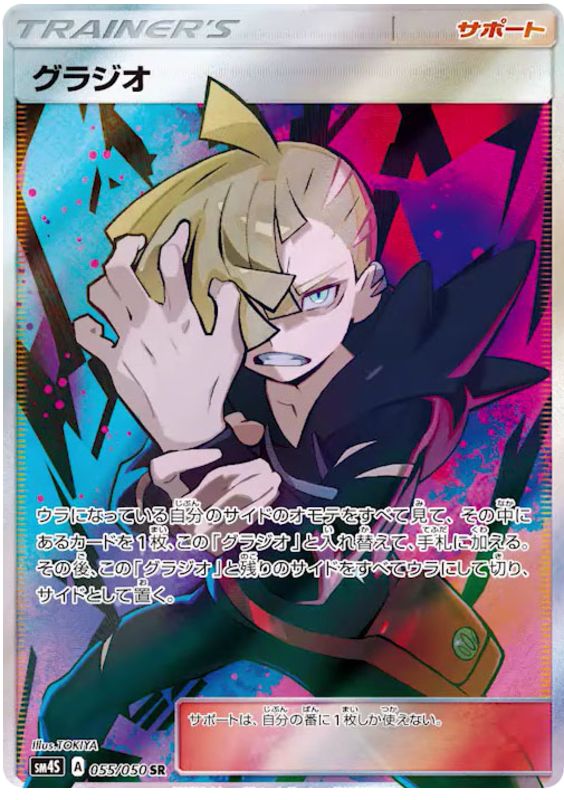 TRAINER'S
サポート
グラジオ
ウラになっている自分のサイドのオモテをすべて見て、その中に
あるカードを1枚、この「グラジオ」と入れ替えて、手札に加える。
その後、この「グラジオ」と残りのサイドをすべてウラにして切り、
サイドとして置く。
サポートは、自分の番に1枚しか使えない。
illus.TOKIYA
SM4S A 055/050 SR